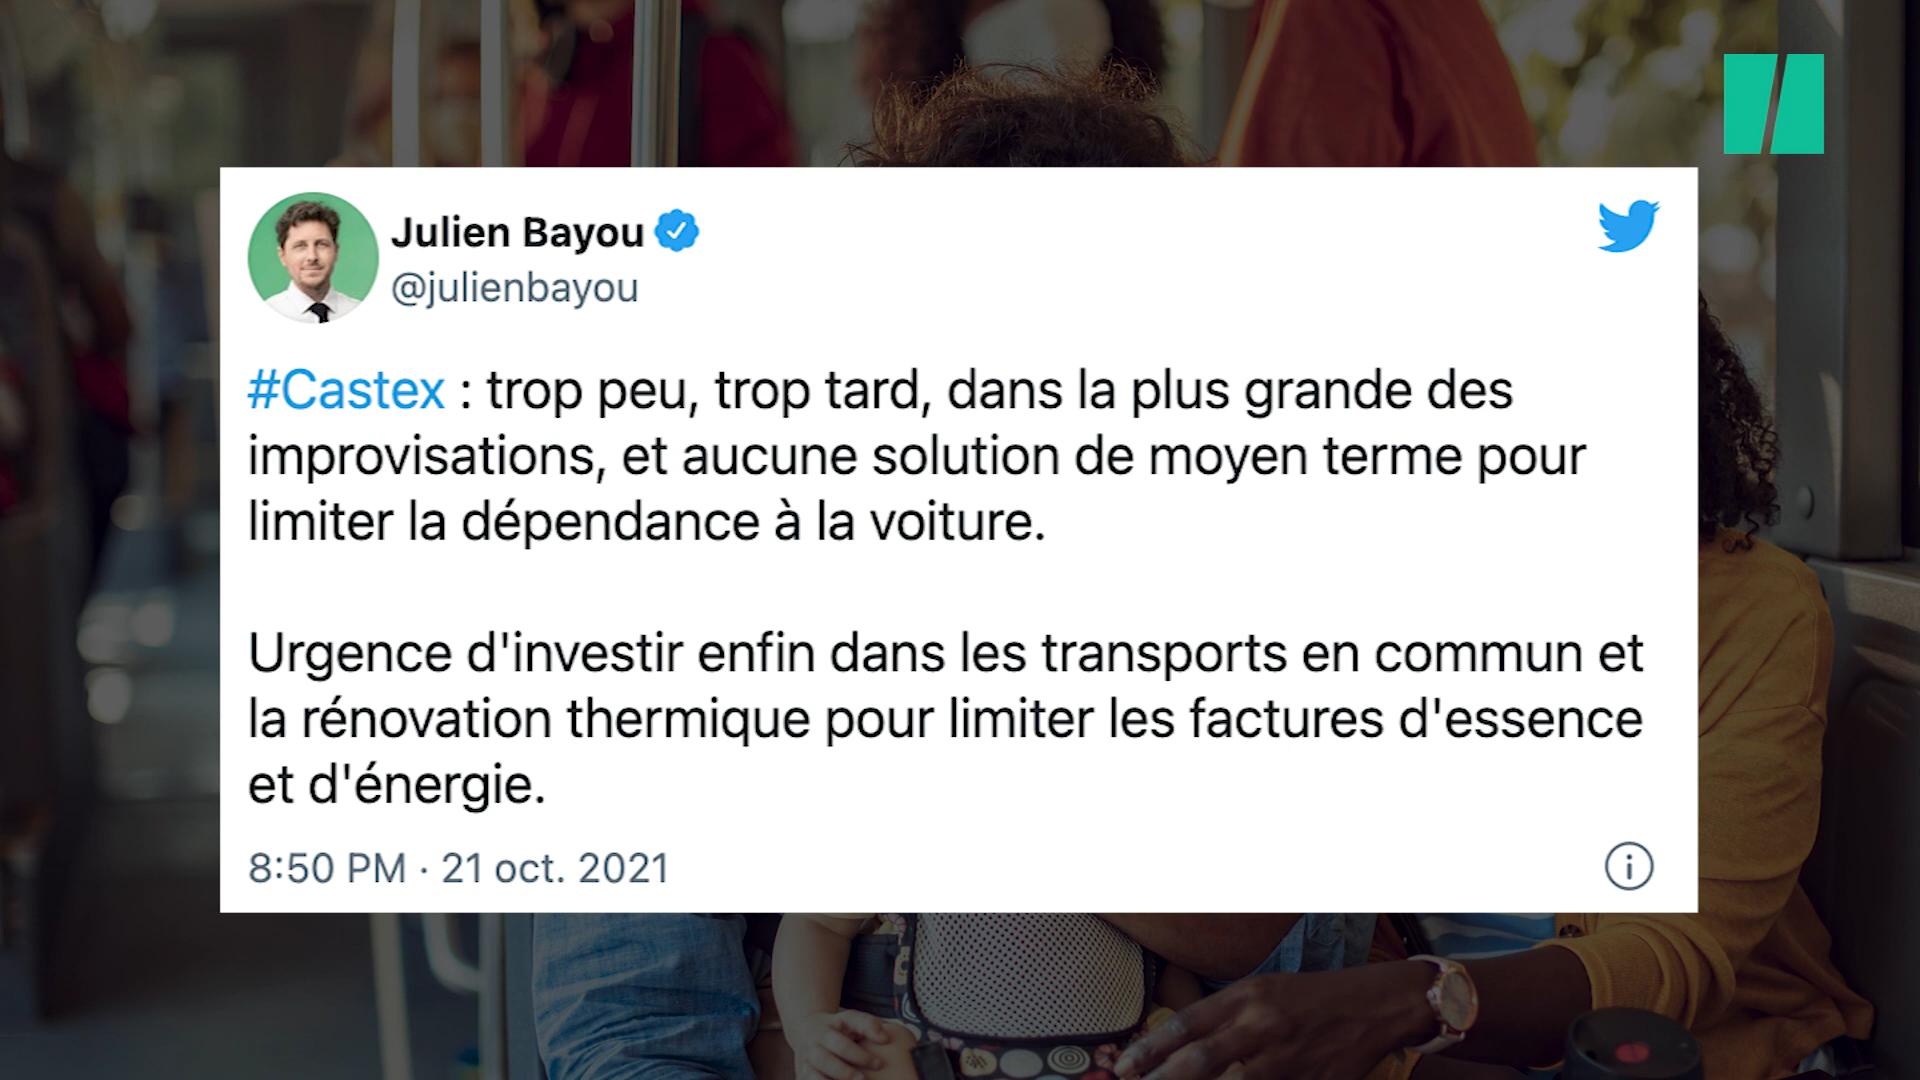 Julien Bayou
@julienbayou
#Castex : trop peu, trop tard, dans la plus grande des
improvisations, et aucune solution de moyen terme pour
limiter la dépendance à la voiture.
Urgence d'investir enfin dans les transports en commun et
la rénovation thermique pour limiter les factures d'essence
et d'énergie.
8:50 PM · 21 oct. 2021